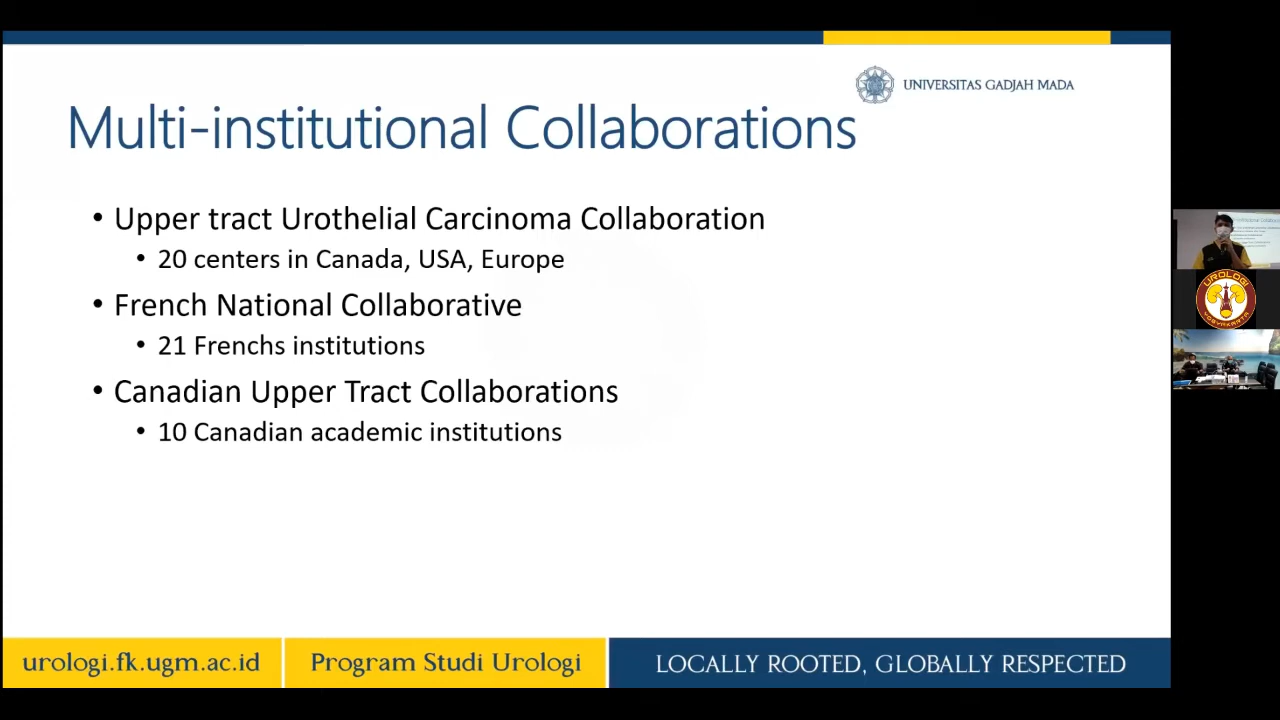 UNIVERSITAS GADJAH MADA
Multi-institutional Collaborations
• Upper tract Urothelial Carcinoma Collaboration
• 20 centers in Canada, USA, Europe
• French National Collaborative
• 21 Frenchs institutions
• Canadian Upper Tract Collaborations
• 10 Canadian academic institutions
urologi.fk.ugm.ac.id
Program Studi Urologi
LOCALLY ROOTED, GLOBALLY RESPECTED
UROLOGI
YOGYAKARTA